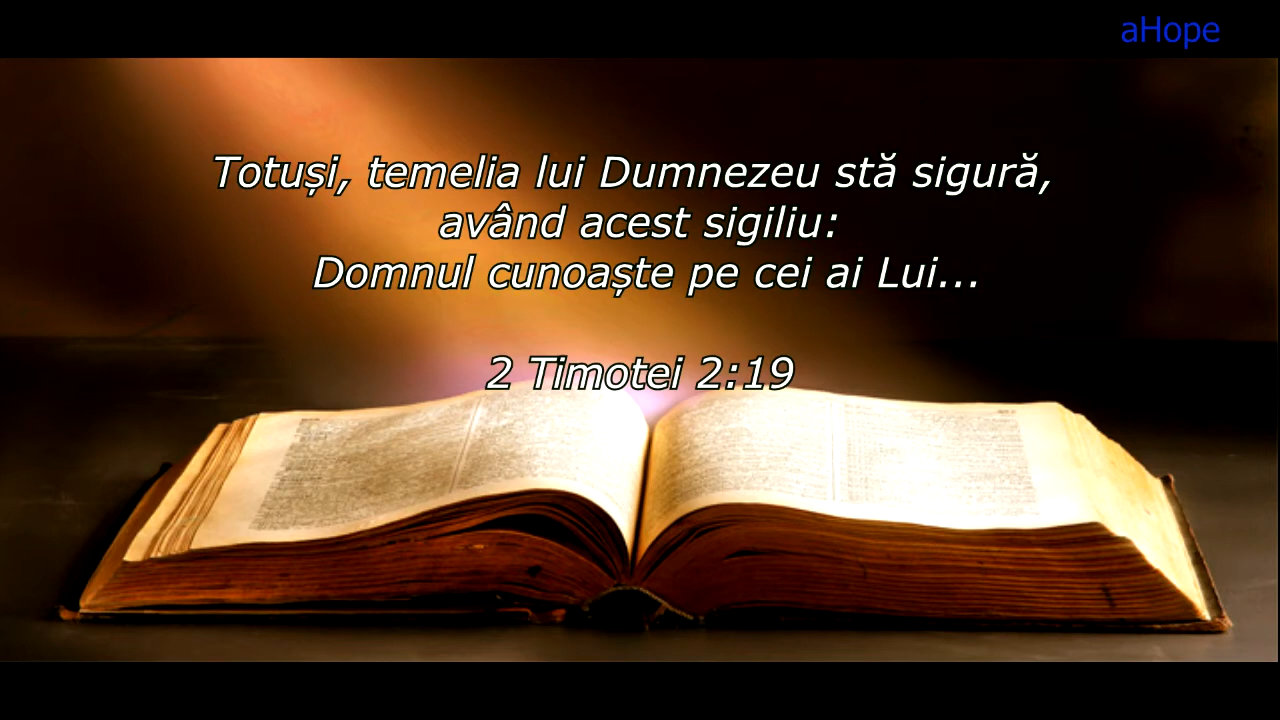 aHope
Totuși, temelia lui Dumnezeu stă sigură,
având acest sigiliu:
Domnul cunoaște pe cei ai Lui...
2 Timotei 2:19